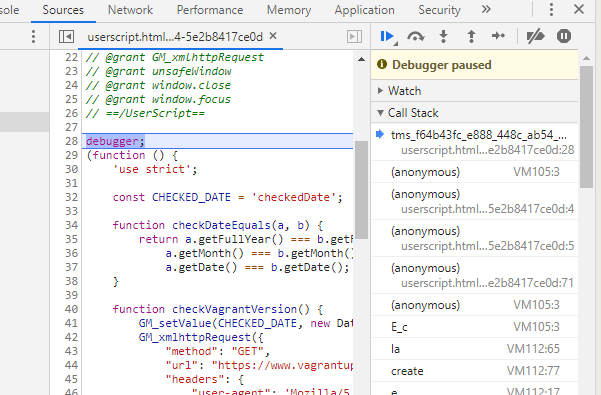 sole Sources Network Performance Memory Application Security
userscript.html...4-5e2b8417ce0d ×
22 // @grant GM_xmlhttpRequest
23 // @grant unsafeWindow
24 // @grant window.close
25 // @grant window.focus
26 // ==/UserScript==
27
28 debugger;
29 (function () {
30 'use strict';
31
32 const CHECKED_DATE = 'checkedDate';
33
34 function checkDateEquals(a, b) {
35 return a.getFullYear() === b.getF
36 a.getMonth() === b.getMonth()
37 a.getDate() === b.getDate();
38 }
39
40 function checkVagrantVersion() {
41 GM_setValue(CHECKED_DATE, new Dat
42 GM_xmlhttpRequest({
43 "method": "GET",
44 "url": "https://www.vagrantup
45 "headers": {
46 "user-agent": 'Mozilla/5
Debugger paused
Watch
Call Stack
tms_f64b43fc_e888_448c_ab54_...
userscript.html...e2b8417ce0d:28
(anonymous) VM105:3
(anonymous)
userscript.html...5e2b8417ce0d:4
(anonymous)
userscript.html...5e2b8417ce0d:5
(anonymous)
userscript.html...e2b8417ce0d:71
(anonymous) VM105:3
E_c VM105:3
la VM112:65
create VM112:77
e VM112:17